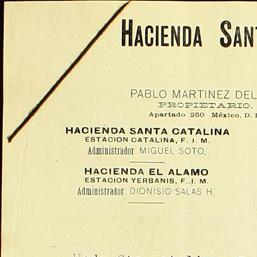 HACIENDA SAN
PABLO MARTINEZ DEL
PROPIETARIO.
Apartado 250 México, D.
HACIENDA SANTA CATALINA
ESTACION CATALINA, F. I. M.
Administrador MIGUEL SOTO,
HACIENDA EL ALAMO
ESTACION YERBANIS, F. I. M.
Administrador DIONISIO SALAS H,